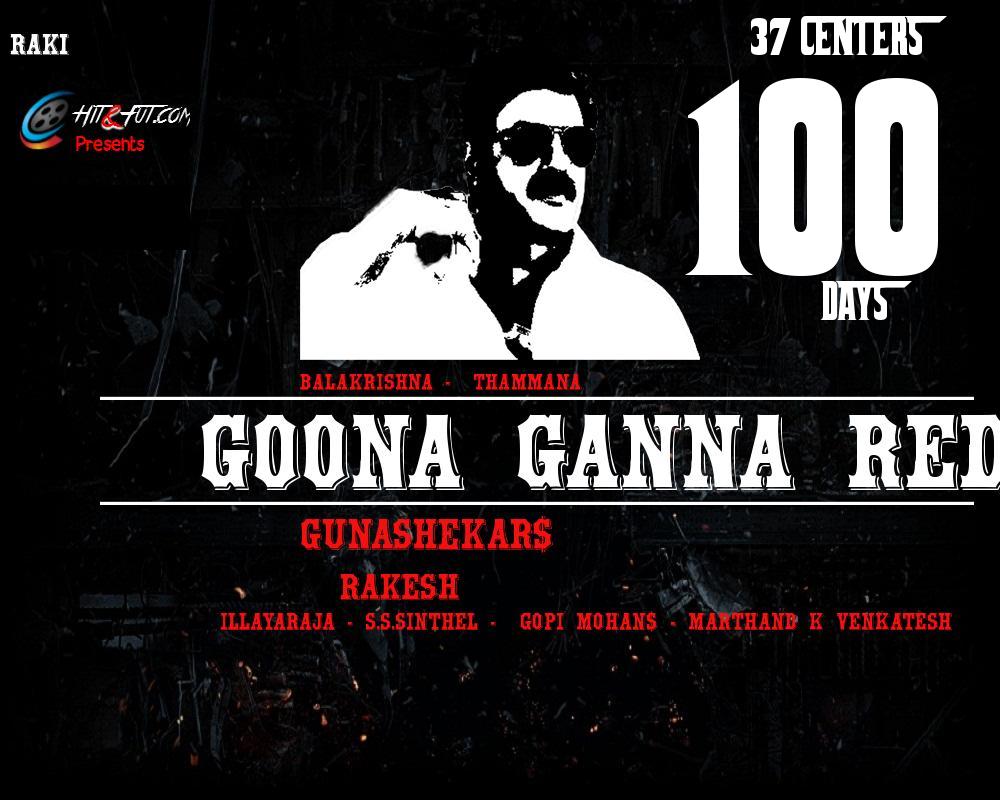 RAKI
37 CENTERS
HIT&FUT.COM
Presents
100
DAYS
BALAKRISHNA - THAMMANA
GOONA GANNA RED
GUNASHEKAR$
RAKESH
ILLAYARAJA - S.S.SINTHEL - GOPI MOHAN$ - MARTHAND K VENKATESH